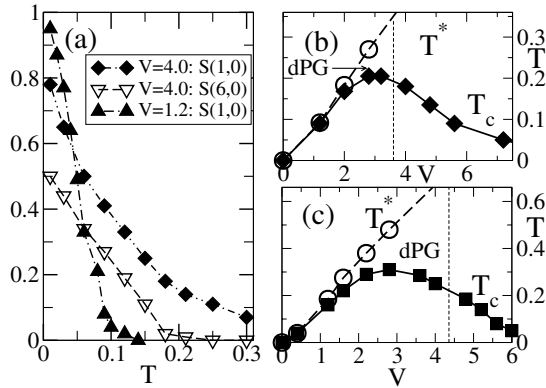 (a)
V=4.0: S(1,0)
V=4.0: S(6,0)
V=1.2: S(1,0)
1
0.8
0.6
0.4
0.2
0
0 0.1 0.2 0.3
T
(b)
T*
dPG
T_c
T
0.3
0.2
0.1
0
0 2 4 6
V
(c)
T*
dPG
T_c
T
0.6
0.4
0.2
0
0 1 2 3 4 5 6
V